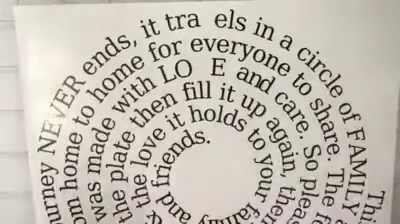 urney NEVER ends, it tra els in a circle of FAMILY
om home to home for everyone to share. The f
was made with LO E and care. So plea
the plate then fill it up again, the
& the love it holds to your family and
friends.